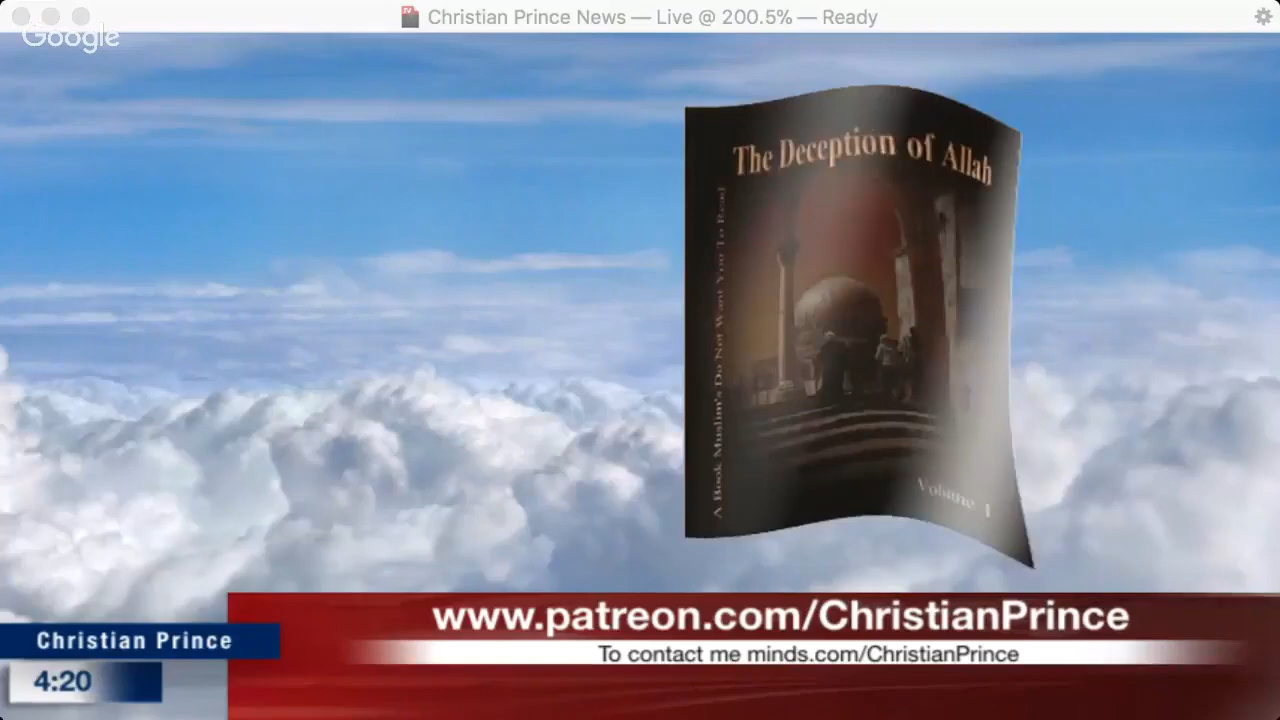 Christian Prince News — Live @ 200.5% — Ready
Google
The Deception of Allah
A Book Muslim's Do Not Want You To Read
Volume 1
www.patreon.com/ChristianPrince
Christian Prince
To contact me minds.com/ChristianPrince
4:20